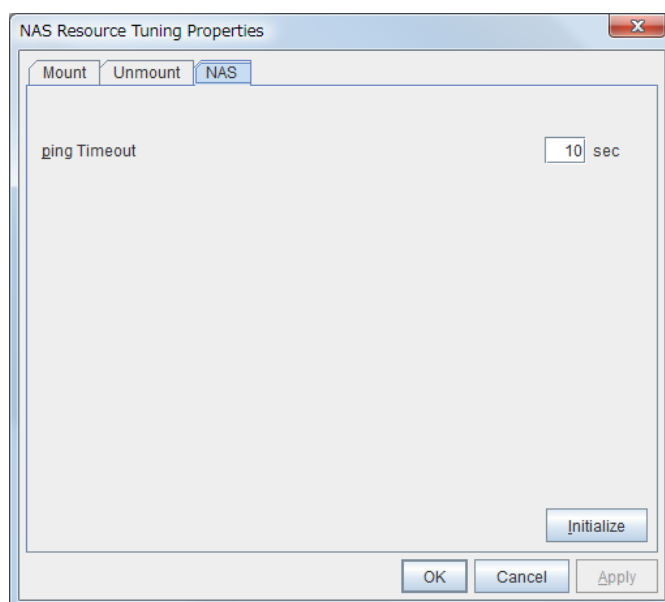 NAS Resource Tuning Properties
Mount Unmount NAS
ping Timeout 10 sec
Initialize
OK Cancel Apply